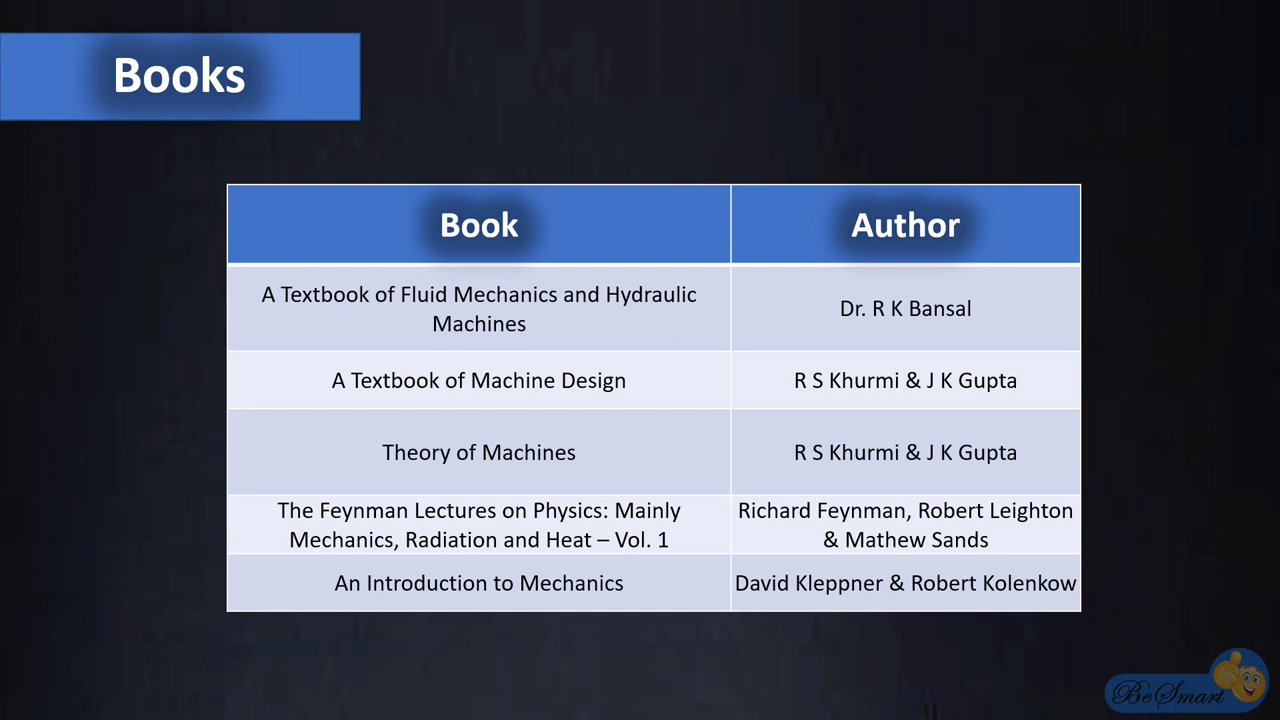 Books
Book
Author
A Textbook of Fluid Mechanics and Hydraulic
Machines
Dr. R K Bansal
A Textbook of Machine Design
R S Khurmi & J K Gupta
Theory of Machines
R S Khurmi & J K Gupta
The Feynman Lectures on Physics: Mainly
Mechanics, Radiation and Heat – Vol. 1
Richard Feynman, Robert Leighton
& Mathew Sands
An Introduction to Mechanics
David Kleppner & Robert Kolenkow
Be Smart